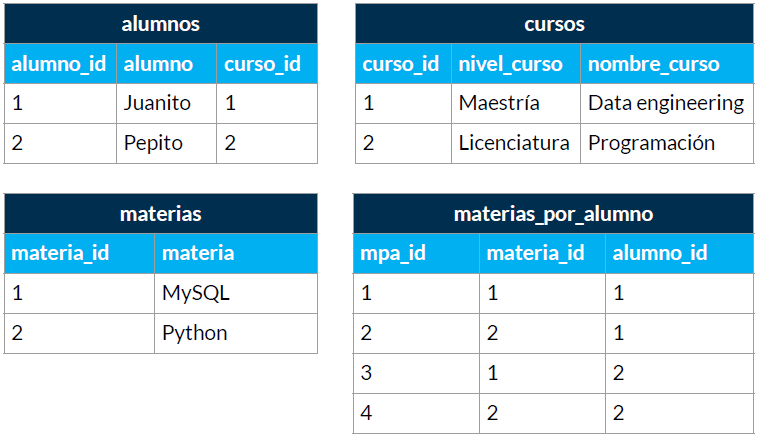 alumnos
alumno_id alumno curso_id
1 Juanito 1
2 Pepito 2
cursos
curso_id nivel_curso nombre_curso
1 Maestría Data engineering
2 Licenciatura Programación
materias
materia_id materia
1 MySQL
2 Python
materias_por_alumno
mpa_id materia_id alumno_id
1 1 1
2 2 1
3 1 2
4 2 2